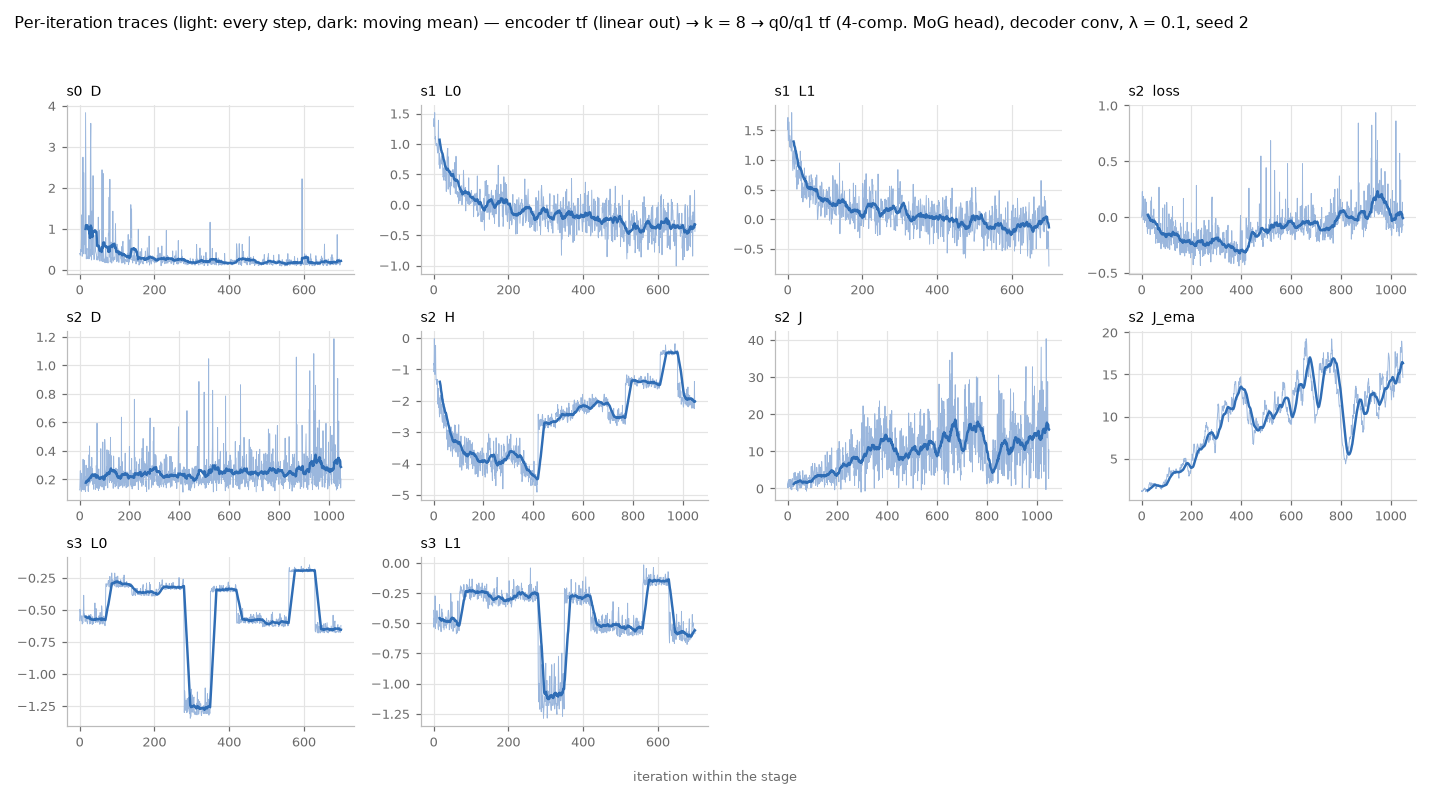 Per-iteration traces (light: every step, dark: moving mean) — encoder tf (linear out) → k = 8 → q0/q1 tf (4-comp. MoG head), decoder conv, λ = 0.1, seed 2
s0 D
4
3
2
1
0
0 200 400 600
s1 L0
1.5
1.0
0.5
0.0
−0.5
−1.0
0 200 400 600
s1 L1
1.5
1.0
0.5
0.0
−0.5
0 200 400 600
s2 loss
1.0
0.5
0.0
−0.5
0 200 400 600 800 1000
s2 D
1.2
1.0
0.8
0.6
0.4
0.2
0 200 400 600 800 1000
s2 H
0
−1
−2
−3
−4
−5
0 200 400 600 800 1000
s2 J
40
30
20
10
0
0 200 400 600 800 1000
s2 J_ema
20
15
10
5
0 200 400 600 800 1000
s3 L0
−0.25
−0.50
−0.75
−1.00
−1.25
0 200 400 600
s3 L1
0.00
−0.25
−0.50
−0.75
−1.00
−1.25
0 200 400 600
iteration within the stage